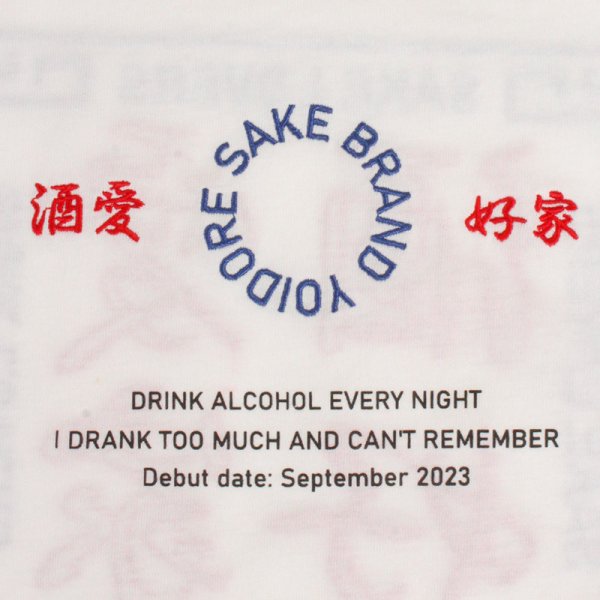 SAKE BRAND YOIDORE
酒愛
好家
DRINK ALCOHOL EVERY NIGHT
I DRANK TOO MUCH AND CAN'T REMEMBER
Debut date: September 2023